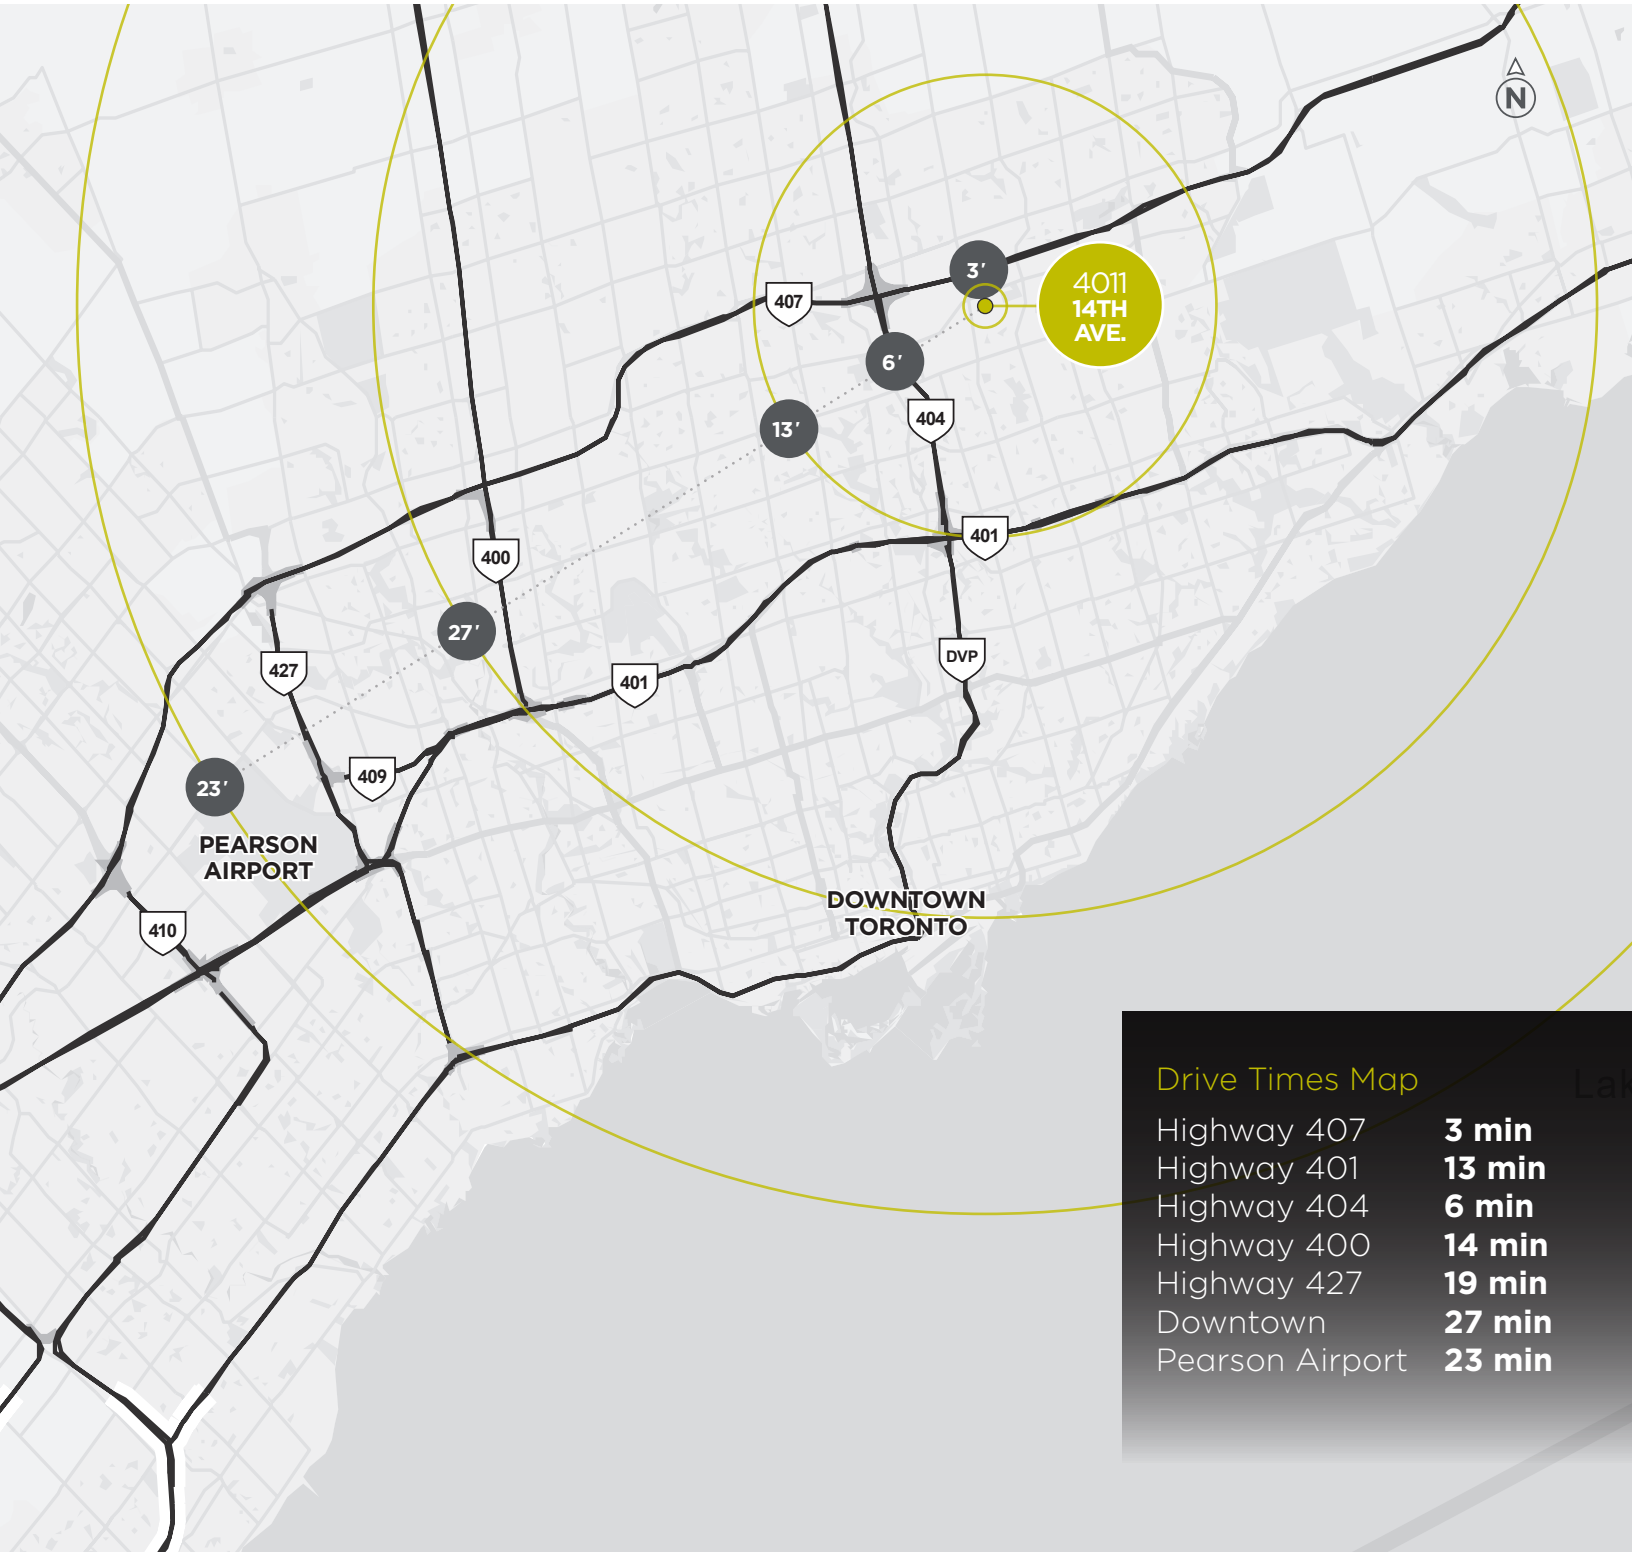 N
3′
4011
14TH
AVE.
407
6′
404
13′
401
400
27′
DVP
427
401
409
23′
PEARSON
AIRPORT
DOWNTOWN
TORONTO
410
Drive Times Map
Highway 407 3 min
Highway 401 13 min
Highway 404 6 min
Highway 400 14 min
Highway 427 19 min
Downtown 27 min
Pearson Airport 23 min